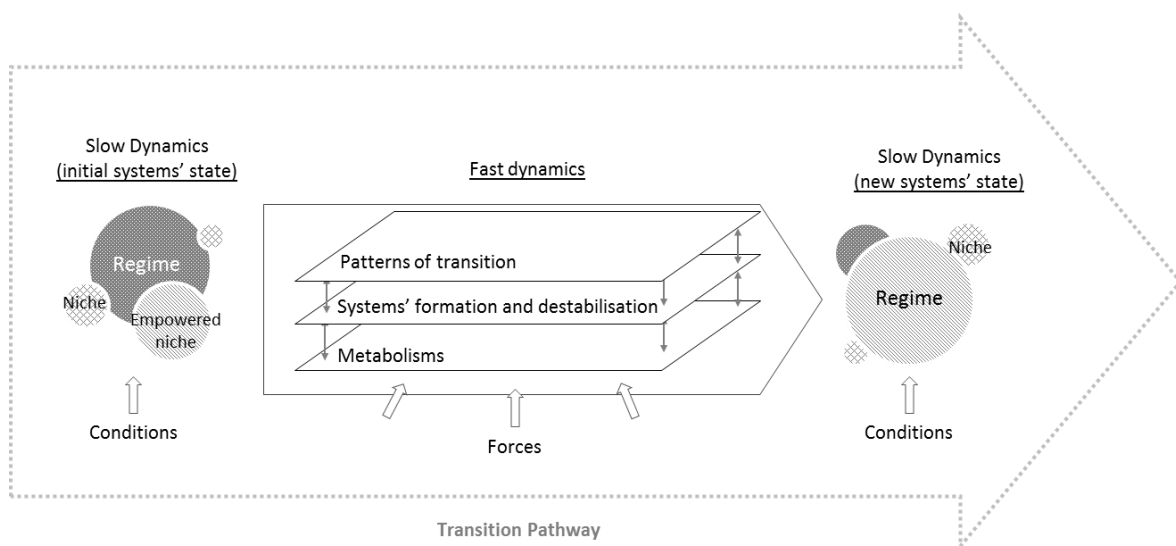 Slow Dynamics
(initial systems' state)
Regime
Niche
Empowered
niche
Conditions
Fast dynamics
Patterns of transition
Systems' formation and destabilisation
Metabolisms
Forces
Slow Dynamics
(new systems' state)
Niche
Regime
Conditions
Transition Pathway